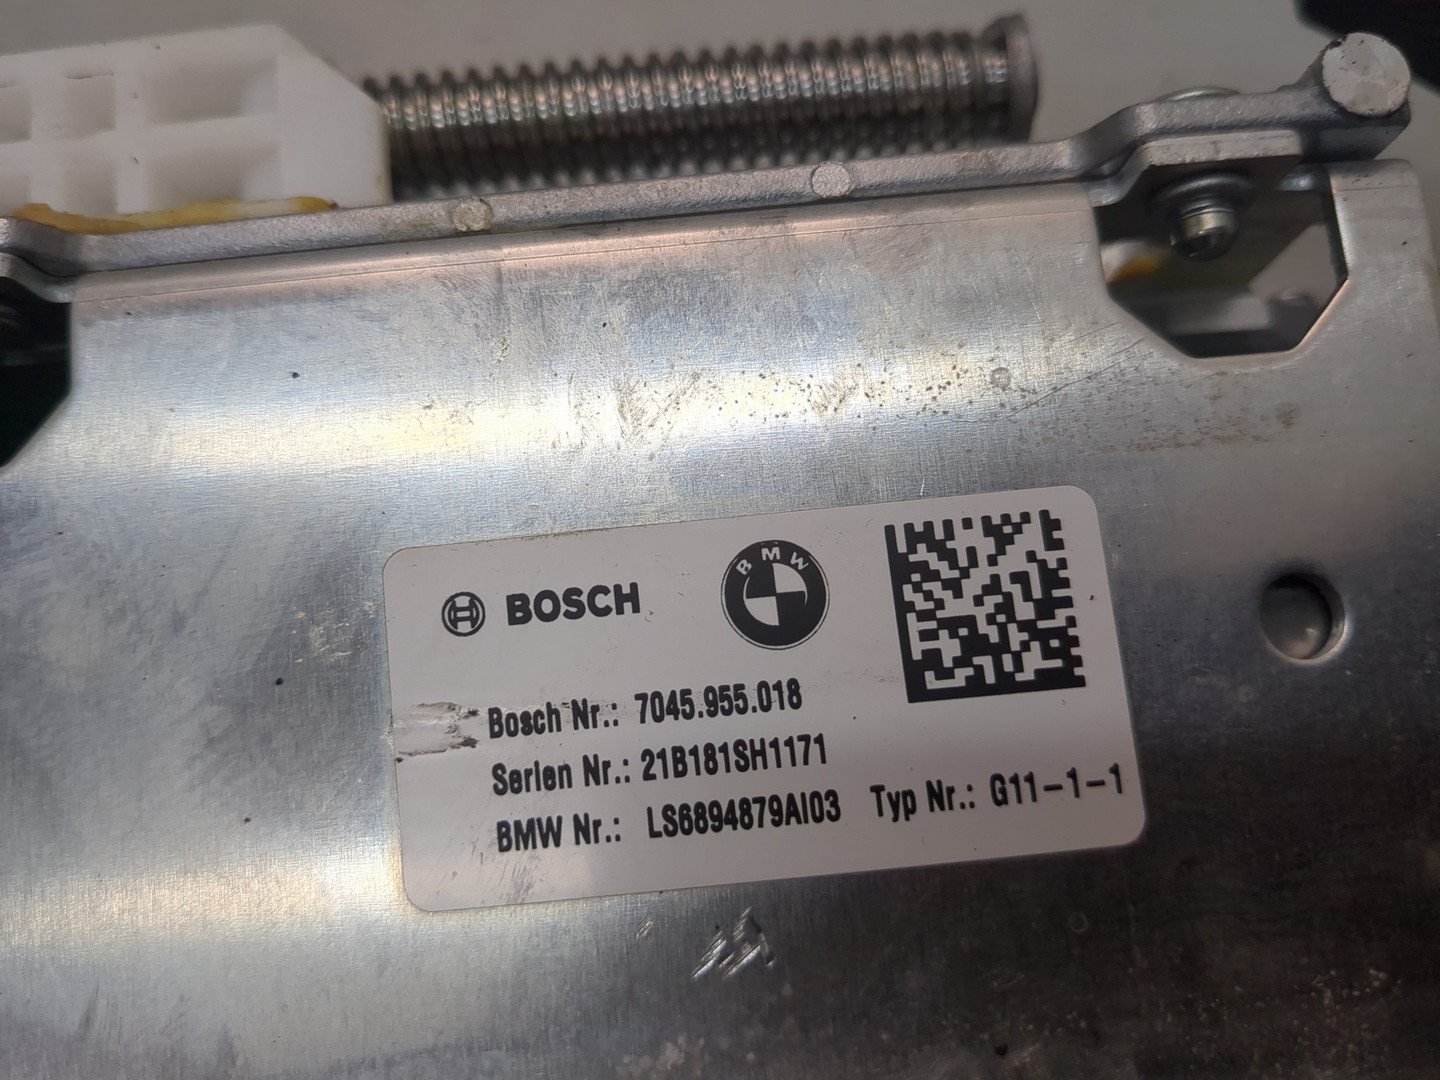 BOSCH
BMW
Bosch Nr.: 7045.955.018
Serien Nr.: 21B181SH1171
BMW Nr.: LS6894879AI03 Typ Nr.: G11-1-1